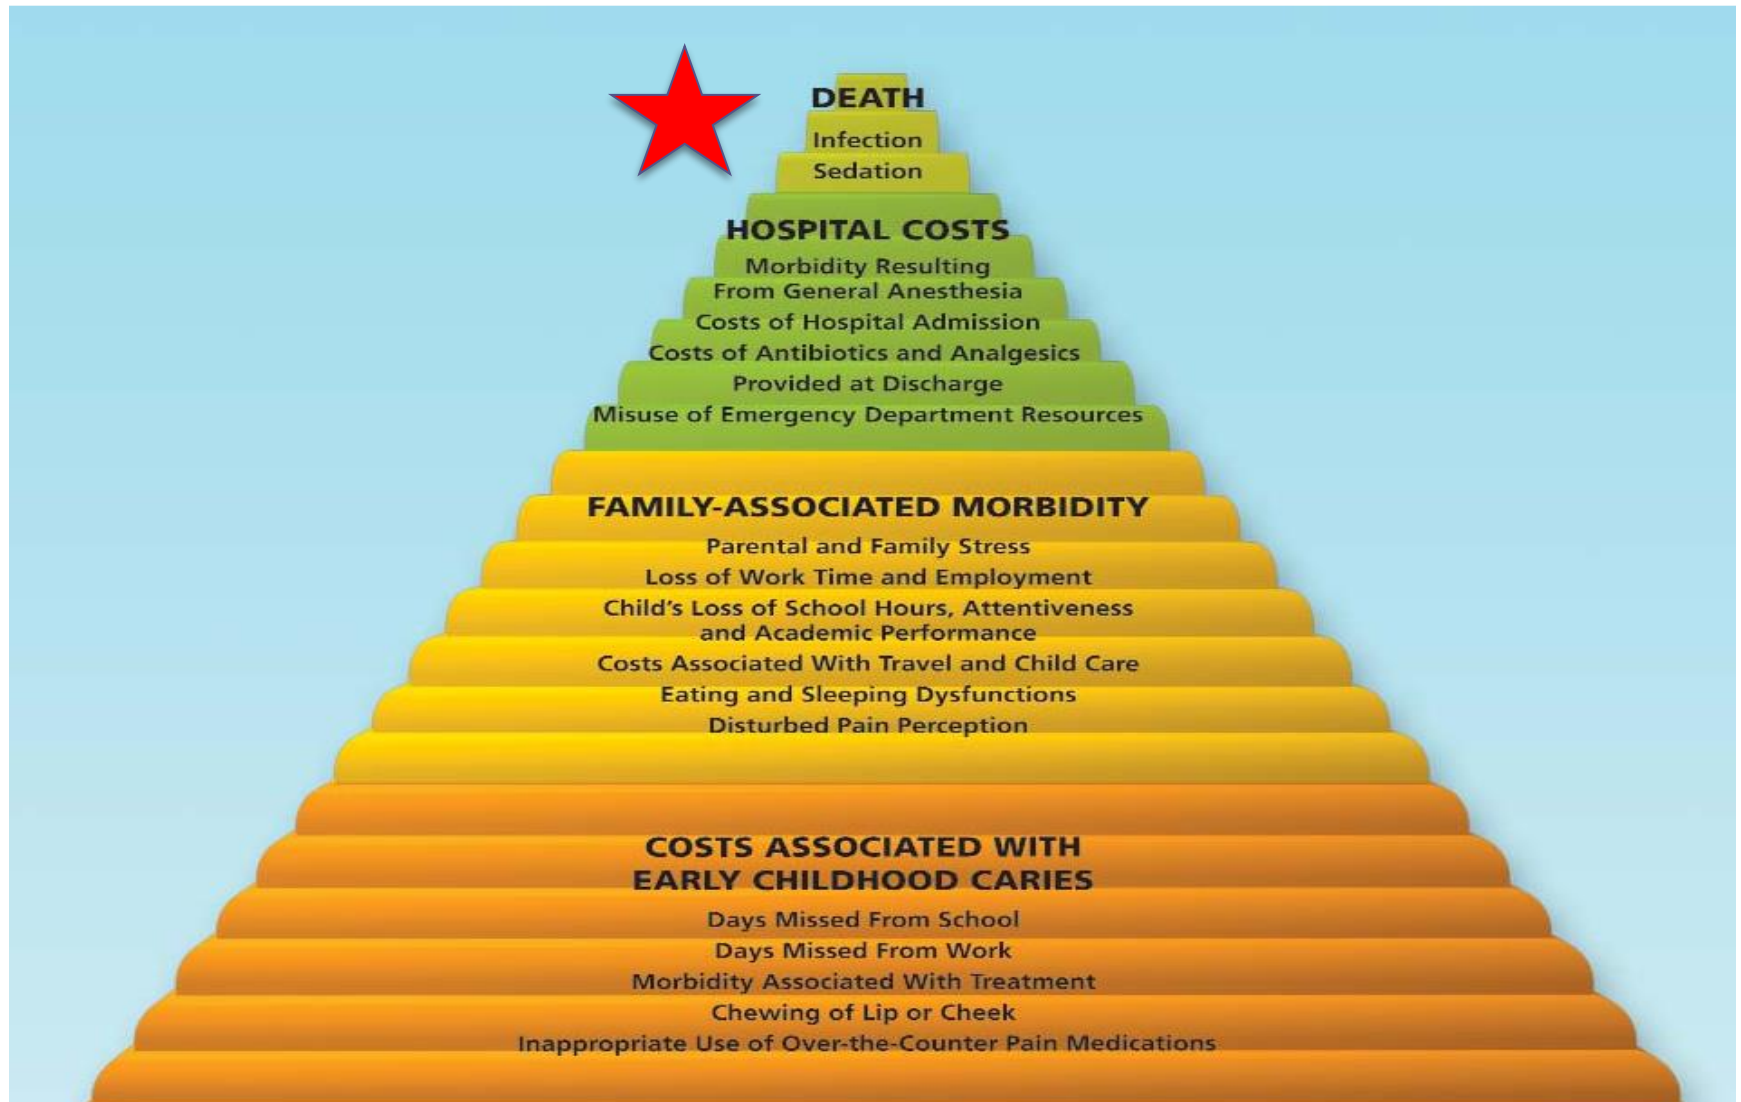 DEATH
Infection
Sedation
HOSPITAL COSTS
Morbidity Resulting
From General Anesthesia
Costs of Hospital Admission
Costs of Antibiotics and Analgesics
Provided at Discharge
Misuse of Emergency Department Resources
FAMILY-ASSOCIATED MORBIDITY
Parental and Family Stress
Loss of Work Time and Employment
Child’s Loss of School Hours, Attentiveness
and Academic Performance
Costs Associated With Travel and Child Care
Eating and Sleeping Dysfunctions
Disturbed Pain Perception
COSTS ASSOCIATED WITH
EARLY CHILDHOOD CARIES
Days Missed From School
Days Missed From Work
Morbidity Associated With Treatment
Chewing of Lip or Cheek
Inappropriate Use of Over-the-Counter Pain Medications